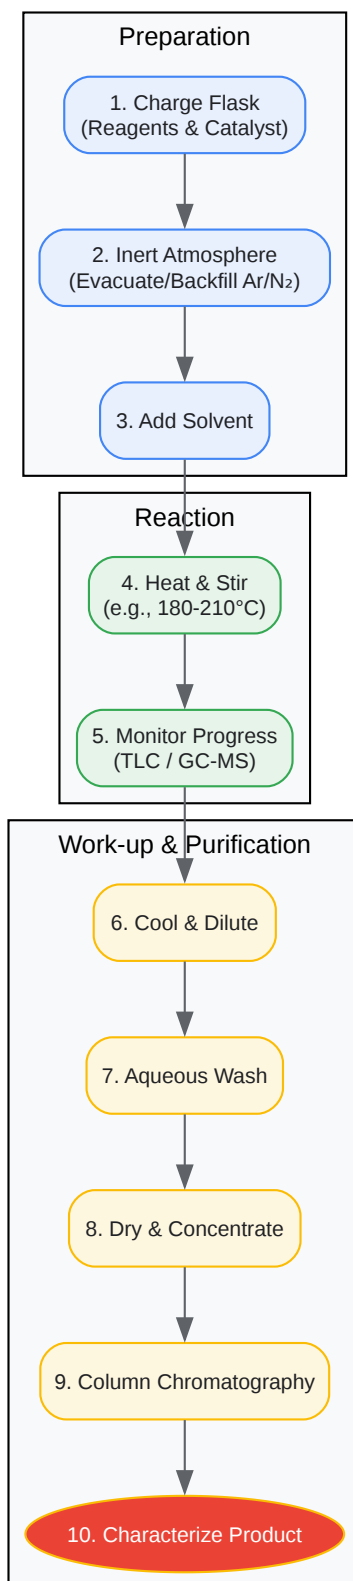 Preparation
1. Charge Flask
(Reagents & Catalyst)
2. Inert Atmosphere
(Evacuate/Backfill Ar/N₂)
3. Add Solvent
Reaction
4. Heat & Stir
(e.g., 180-210°C)
5. Monitor Progress
(TLC / GC-MS)
Work-up & Purification
6. Cool & Dilute
7. Aqueous Wash
8. Dry & Concentrate
9. Column Chromatography
10. Characterize Product